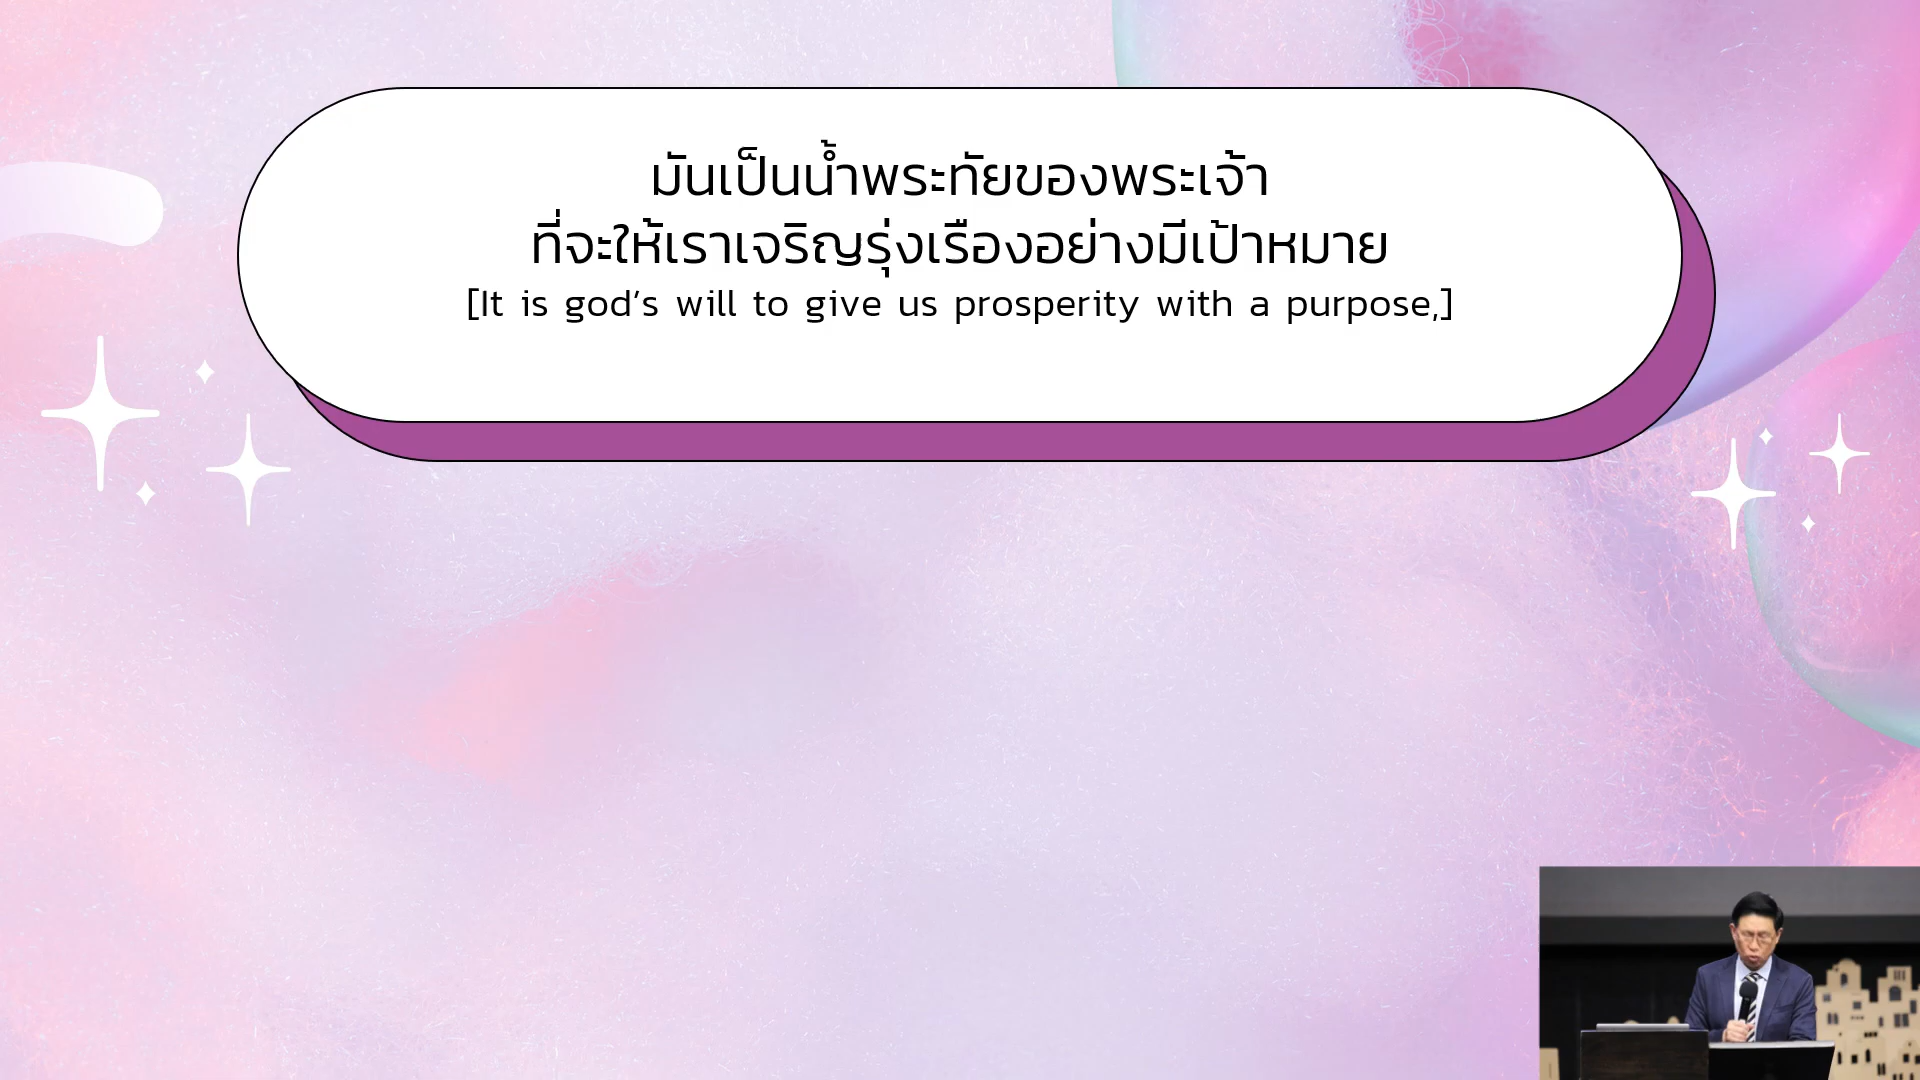 มันเป็นน้ำพระทัยของพระเจ้า
ที่จะให้เราเจริญรุ่งเรืองอย่างมีเป้าหมาย
[It is god’s will to give us prosperity with a purpose,]